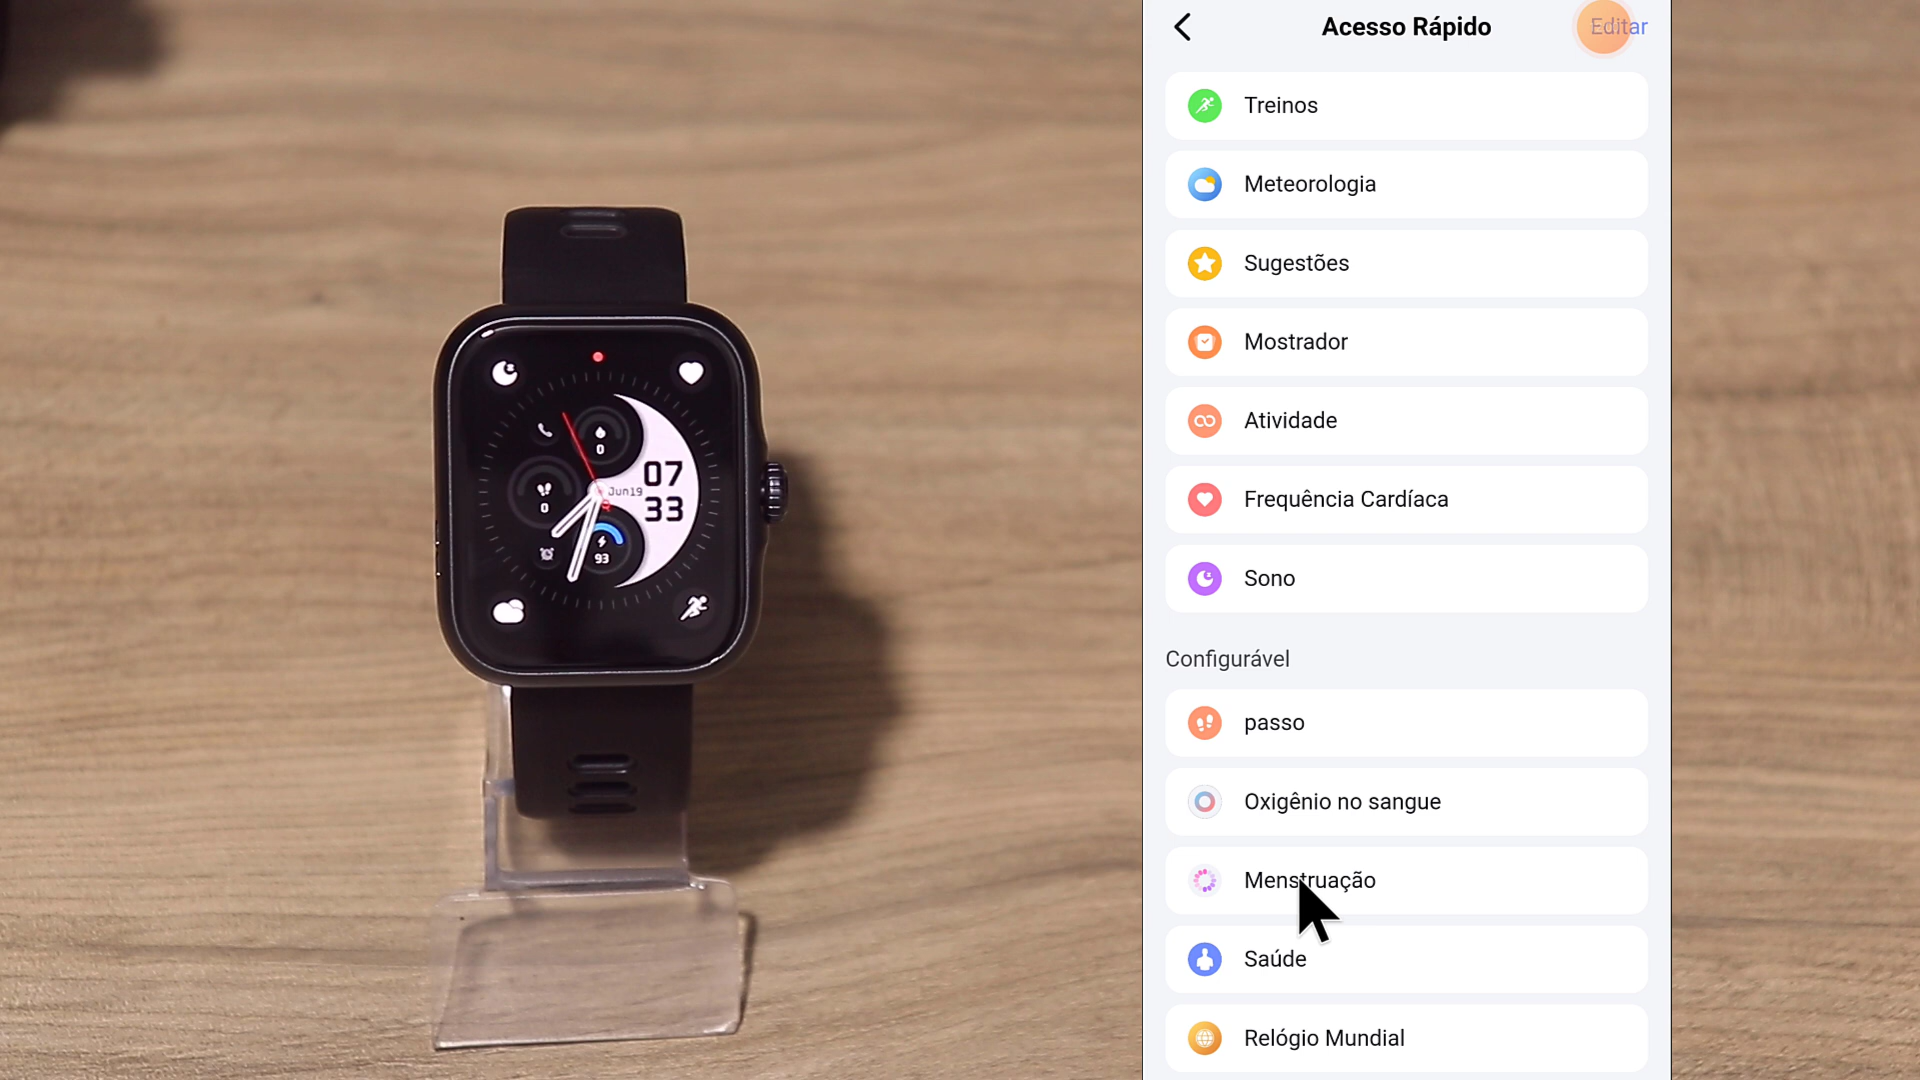 0
07
Jun19
0
33
93
Acesso Rápido
Editar
Treinos
Meteorologia
Sugestões
Mostrador
Atividade
Frequência Cardíaca
Sono
Configurável
passo
Oxigênio no sangue
Menstruação
Saúde
Relógio Mundial